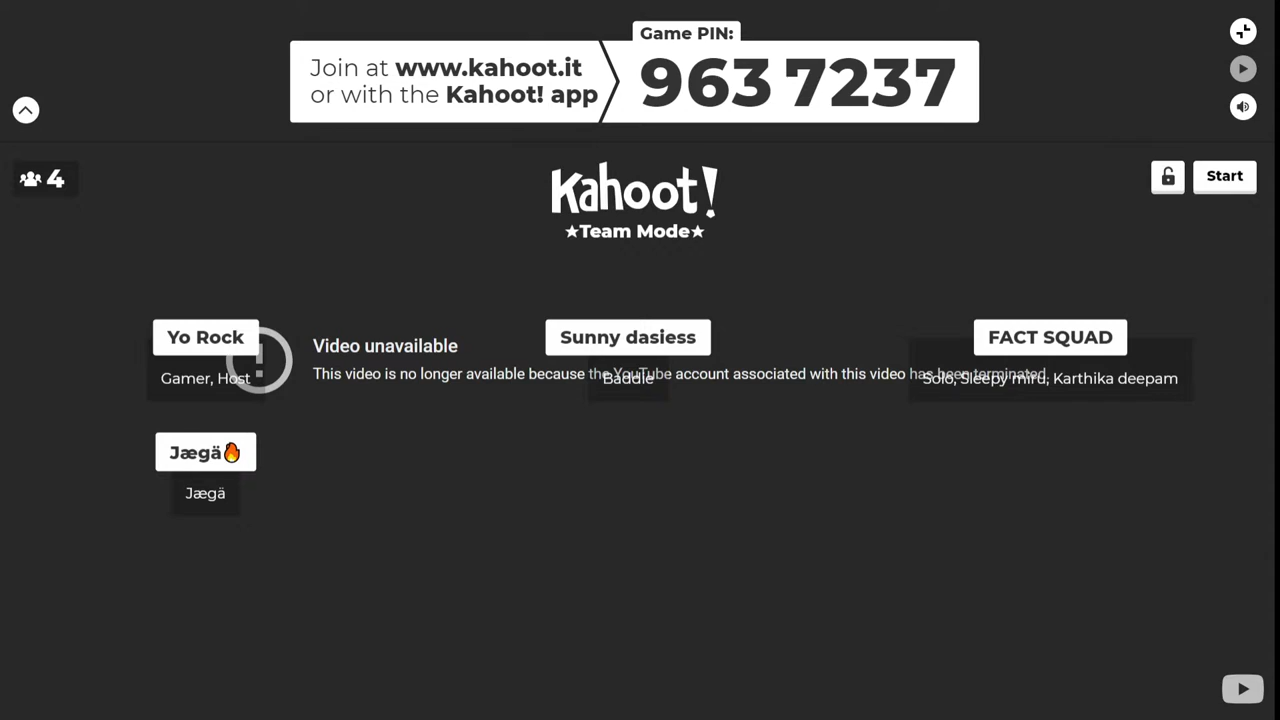 Game PIN:
Join at www.kahoot.it
or with the Kahoot! app
963 7237
4
Kahoot!
★Team Mode★
Start
Yo Rock
Sunny dasiess
FACT SQUAD
Video unavailable
This video is no longer available because the YouTube account associated with this video has been terminated.
Gamer, Host
Baddie
Solo, Sleepy miru, Karthika deepam
Jægä🔥
Jægä